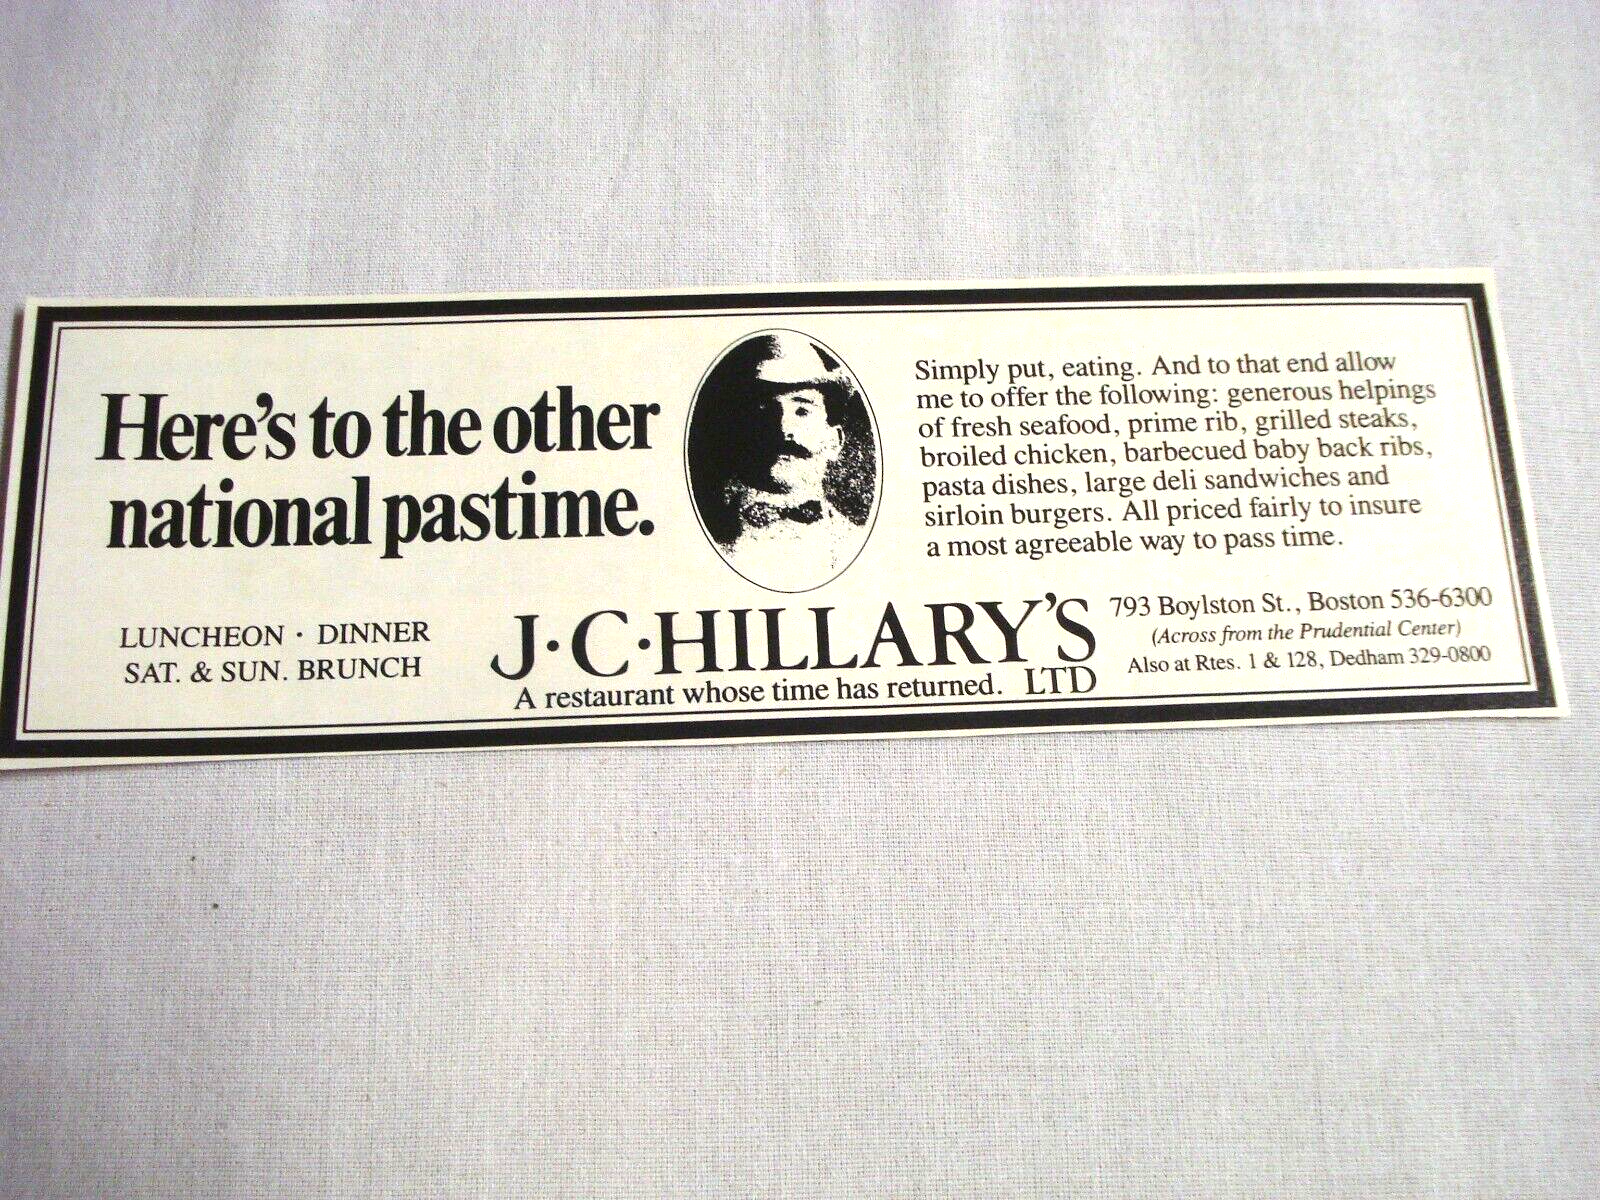 Here's to the other
national pastime.
Simply put, eating. And to that end allow
me to offer the following: generous helpings
of fresh seafood, prime rib, grilled steaks,
broiled chicken, barbecued baby back ribs,
pasta dishes, large deli sandwiches and
sirloin burgers. All priced fairly to insure
a most agreeable way to pass time.
LUNCHEON · DINNER
SAT. & SUN. BRUNCH
J·C·HILLARY'S
LTD
A restaurant whose time has returned.
793 Boylston St., Boston 536-6300
(Across from the Prudential Center)
Also at Rtes. 1 & 128, Dedham 329-0800